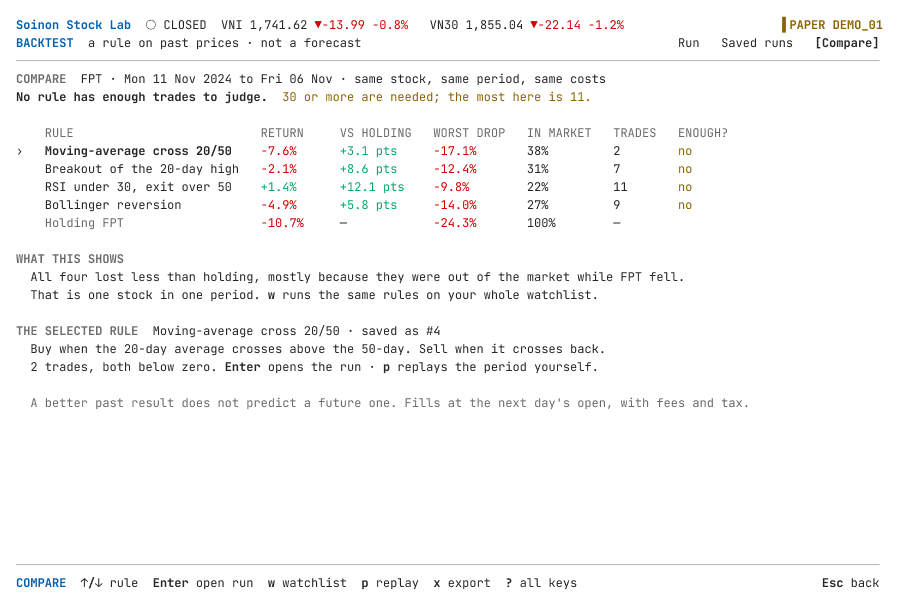 Soinon Stock Lab  ○ CLOSED  VNI 1,741.62 ▼-13.99 -0.8%   VN30 1,855.04 ▼-22.14 -1.2%   PAPER DEMO_01
BACKTEST  a rule on past prices · not a forecast   Run   Saved runs   [Compare]
COMPARE  FPT · Mon 11 Nov 2024 to Fri 06 Nov · same stock, same period, same costs
No rule has enough trades to judge.  30 or more are needed; the most here is 11.
RULE   RETURN   VS HOLDING   WORST DROP   IN MARKET   TRADES   ENOUGH?
› Moving-average cross 20/50   -7.6%   +3.1 pts   -17.1%   38%   2   no
Breakout of the 20-day high   -2.1%   +8.6 pts   -12.4%   31%   7   no
RSI under 30, exit over 50   +1.4%   +12.1 pts   -9.8%   22%   11   no
Bollinger reversion   -4.9%   +5.8 pts   -14.0%   27%   9   no
Holding FPT   -10.7%   —   -24.3%   100%   —
WHAT THIS SHOWS
All four lost less than holding, mostly because they were out of the market while FPT fell.
That is one stock in one period. w runs the same rules on your whole watchlist.
THE SELECTED RULE  Moving-average cross 20/50 · saved as #4
Buy when the 20-day average crosses above the 50-day. Sell when it crosses back.
2 trades, both below zero. Enter opens the run · p replays the period yourself.
A better past result does not predict a future one. Fills at the next day's open, with fees and tax.
COMPARE  ↑/↓ rule  Enter open run  w watchlist  p replay  x export  ? all keys   Esc back